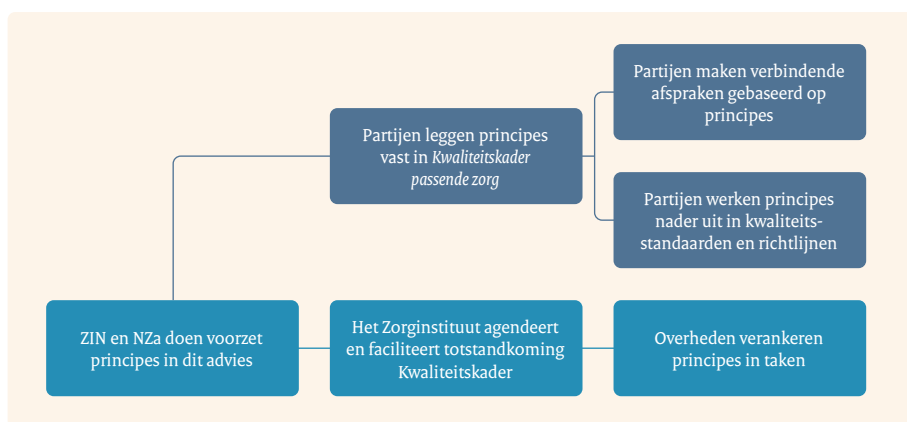 Partijen maken verbindende
afspraken gebaseerd op
principes
Partijen leggen principes
vast in Kwaliteitskader
passende zorg
Partijen werken principes
nader uit in kwaliteits-
standaarden en richtlijnen
ZIN en NZa doen voorzet
principes in dit advies
Het Zorginstituut agendeert
en faciliteert totstandkoming
Kwaliteitskader
Overheden verankeren
principes in taken